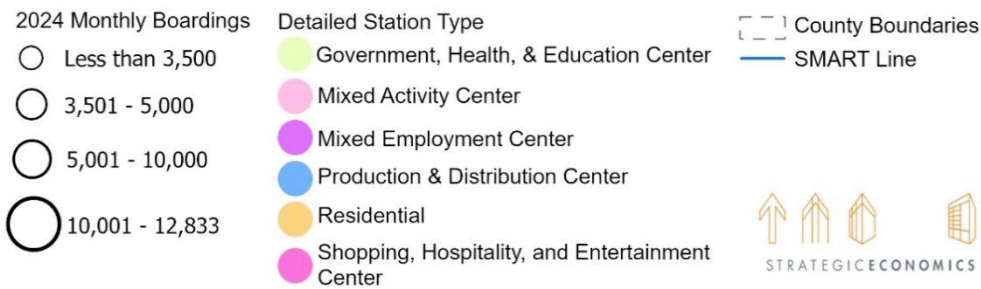 2024 Monthly Boardings
Less than 3,500
3,501 - 5,000
5,001 - 10,000
10,001 - 12,833
Detailed Station Type
Government, Health, & Education Center
Mixed Activity Center
Mixed Employment Center
Production & Distribution Center
Residential
Shopping, Hospitality, and Entertainment
Center
County Boundaries
SMART Line
STRATEGICECONOMICS